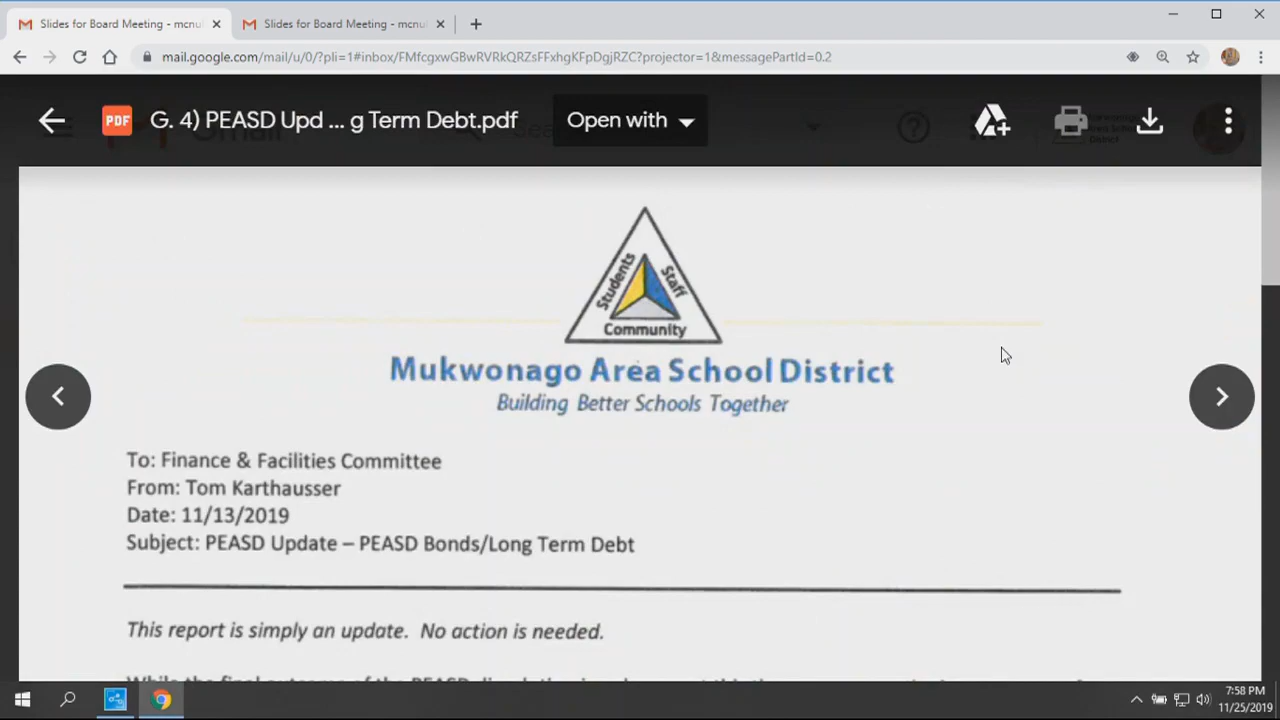 Slides for Board Meeting - mcnu
Slides for Board Meeting - mcnu
mail.google.com/mail/u/0/?pli=1#inbox/FMfcgxwGBwRVRkQRZsFFxhgKFpDgjRZC?projector=1&messagePartId=0.2
PDF
G. 4) PEASD Upd ... g Term Debt.pdf
Open with
Students
Staff
Community
Mukwonago Area School District
Building Better Schools Together
To: Finance & Facilities Committee
From: Tom Karthausser
Date: 11/13/2019
Subject: PEASD Update – PEASD Bonds/Long Term Debt
This report is simply an update. No action is needed.
7:58 PM
11/25/2019